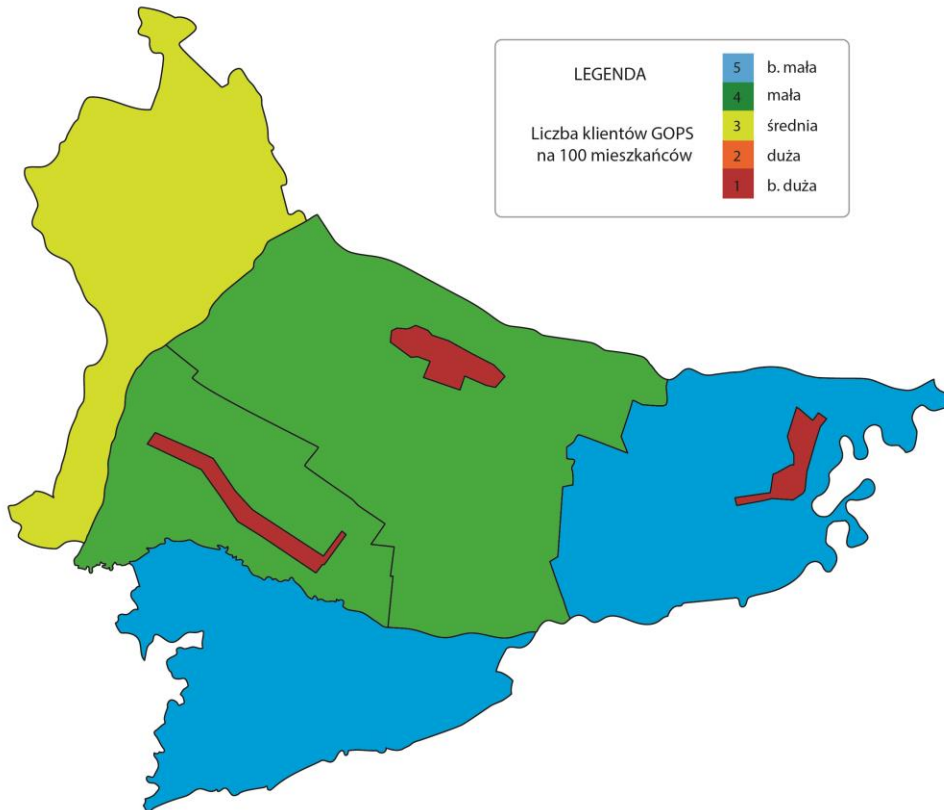 LEGENDA
Liczba klientów GOPS
na 100 mieszkańców
5 b. mała
4 mała
3 średnia
2 duża
1 b. duża